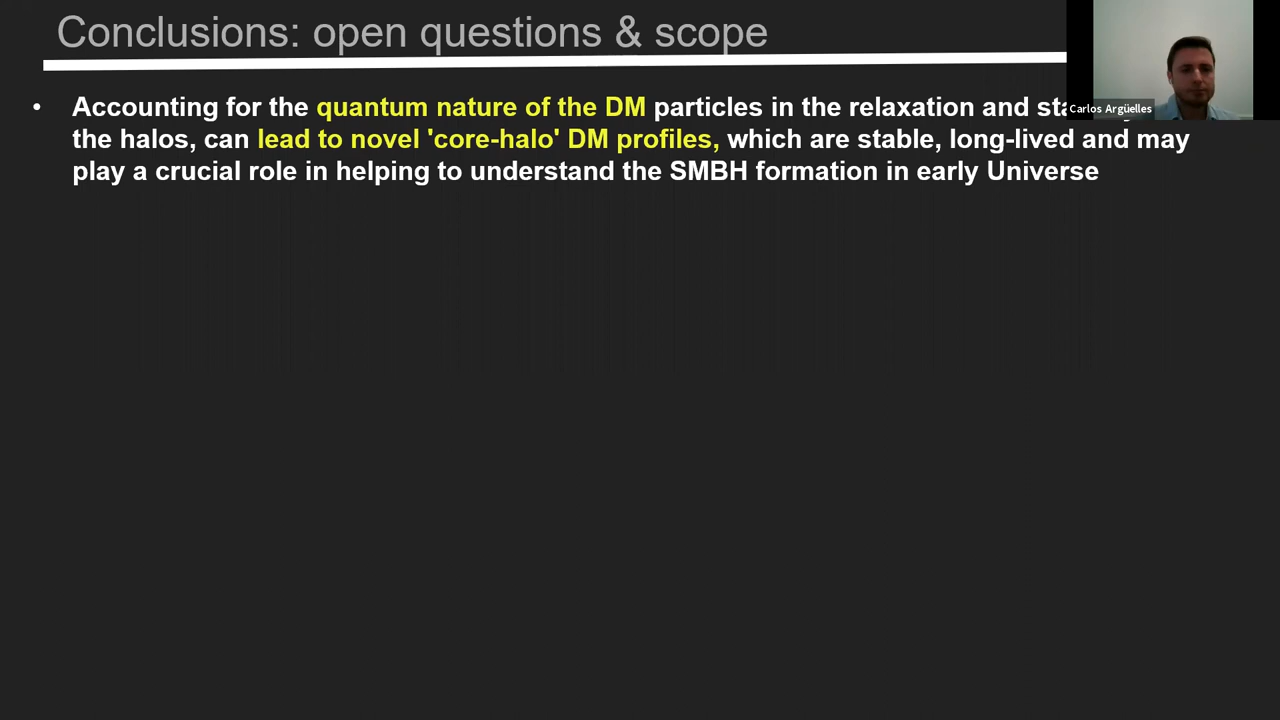 Conclusions: open questions & scope
• Accounting for the quantum nature of the DM particles in the relaxation and
Carlos Argüelles
the halos, can lead to novel 'core-halo' DM profiles, which are stable, long-lived and may
play a crucial role in helping to understand the SMBH formation in early Universe